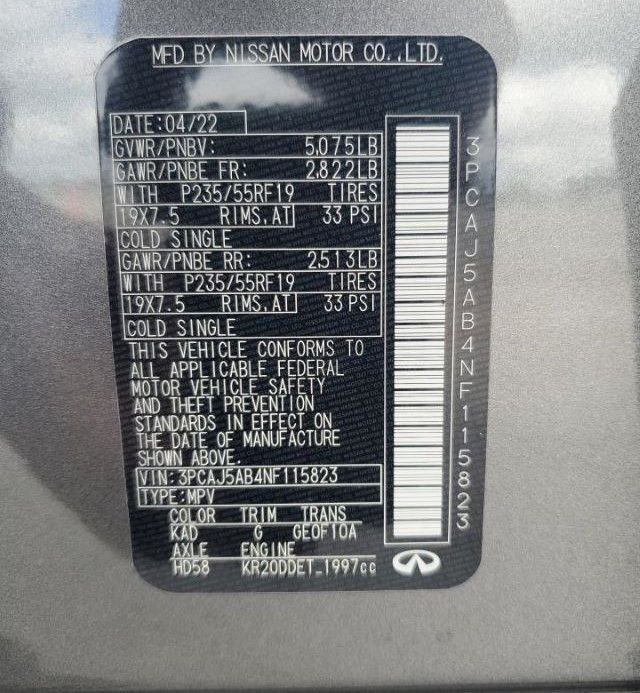 MFD BY NISSAN MOTOR CO.,LTD.
DATE:04/22
GVWR/PNBV: 5,075LB
GAWR/PNBE FR: 2,822LB
WITH P235/55RF19 TIRES
19X7.5 RIMS,AT 33 PSI
COLD SINGLE
GAWR/PNBE RR: 2,513LB
WITH P235/55RF19 TIRES
19X7.5 RIMS,AT 33 PSI
COLD SINGLE
THIS VEHICLE CONFORMS TO
ALL APPLICABLE FEDERAL
MOTOR VEHICLE SAFETY
AND THEFT PREVENTION
STANDARDS IN EFFECT ON
THE DATE OF MANUFACTURE
SHOWN ABOVE.
VIN:3PCAJ5AB4NF115823
TYPE:MPV
COLOR TRIM TRANS
KAD G GEOF10A
AXLE ENGINE
HD58 KR20DDET_1997cc
3PCAJ5AB4NF115823